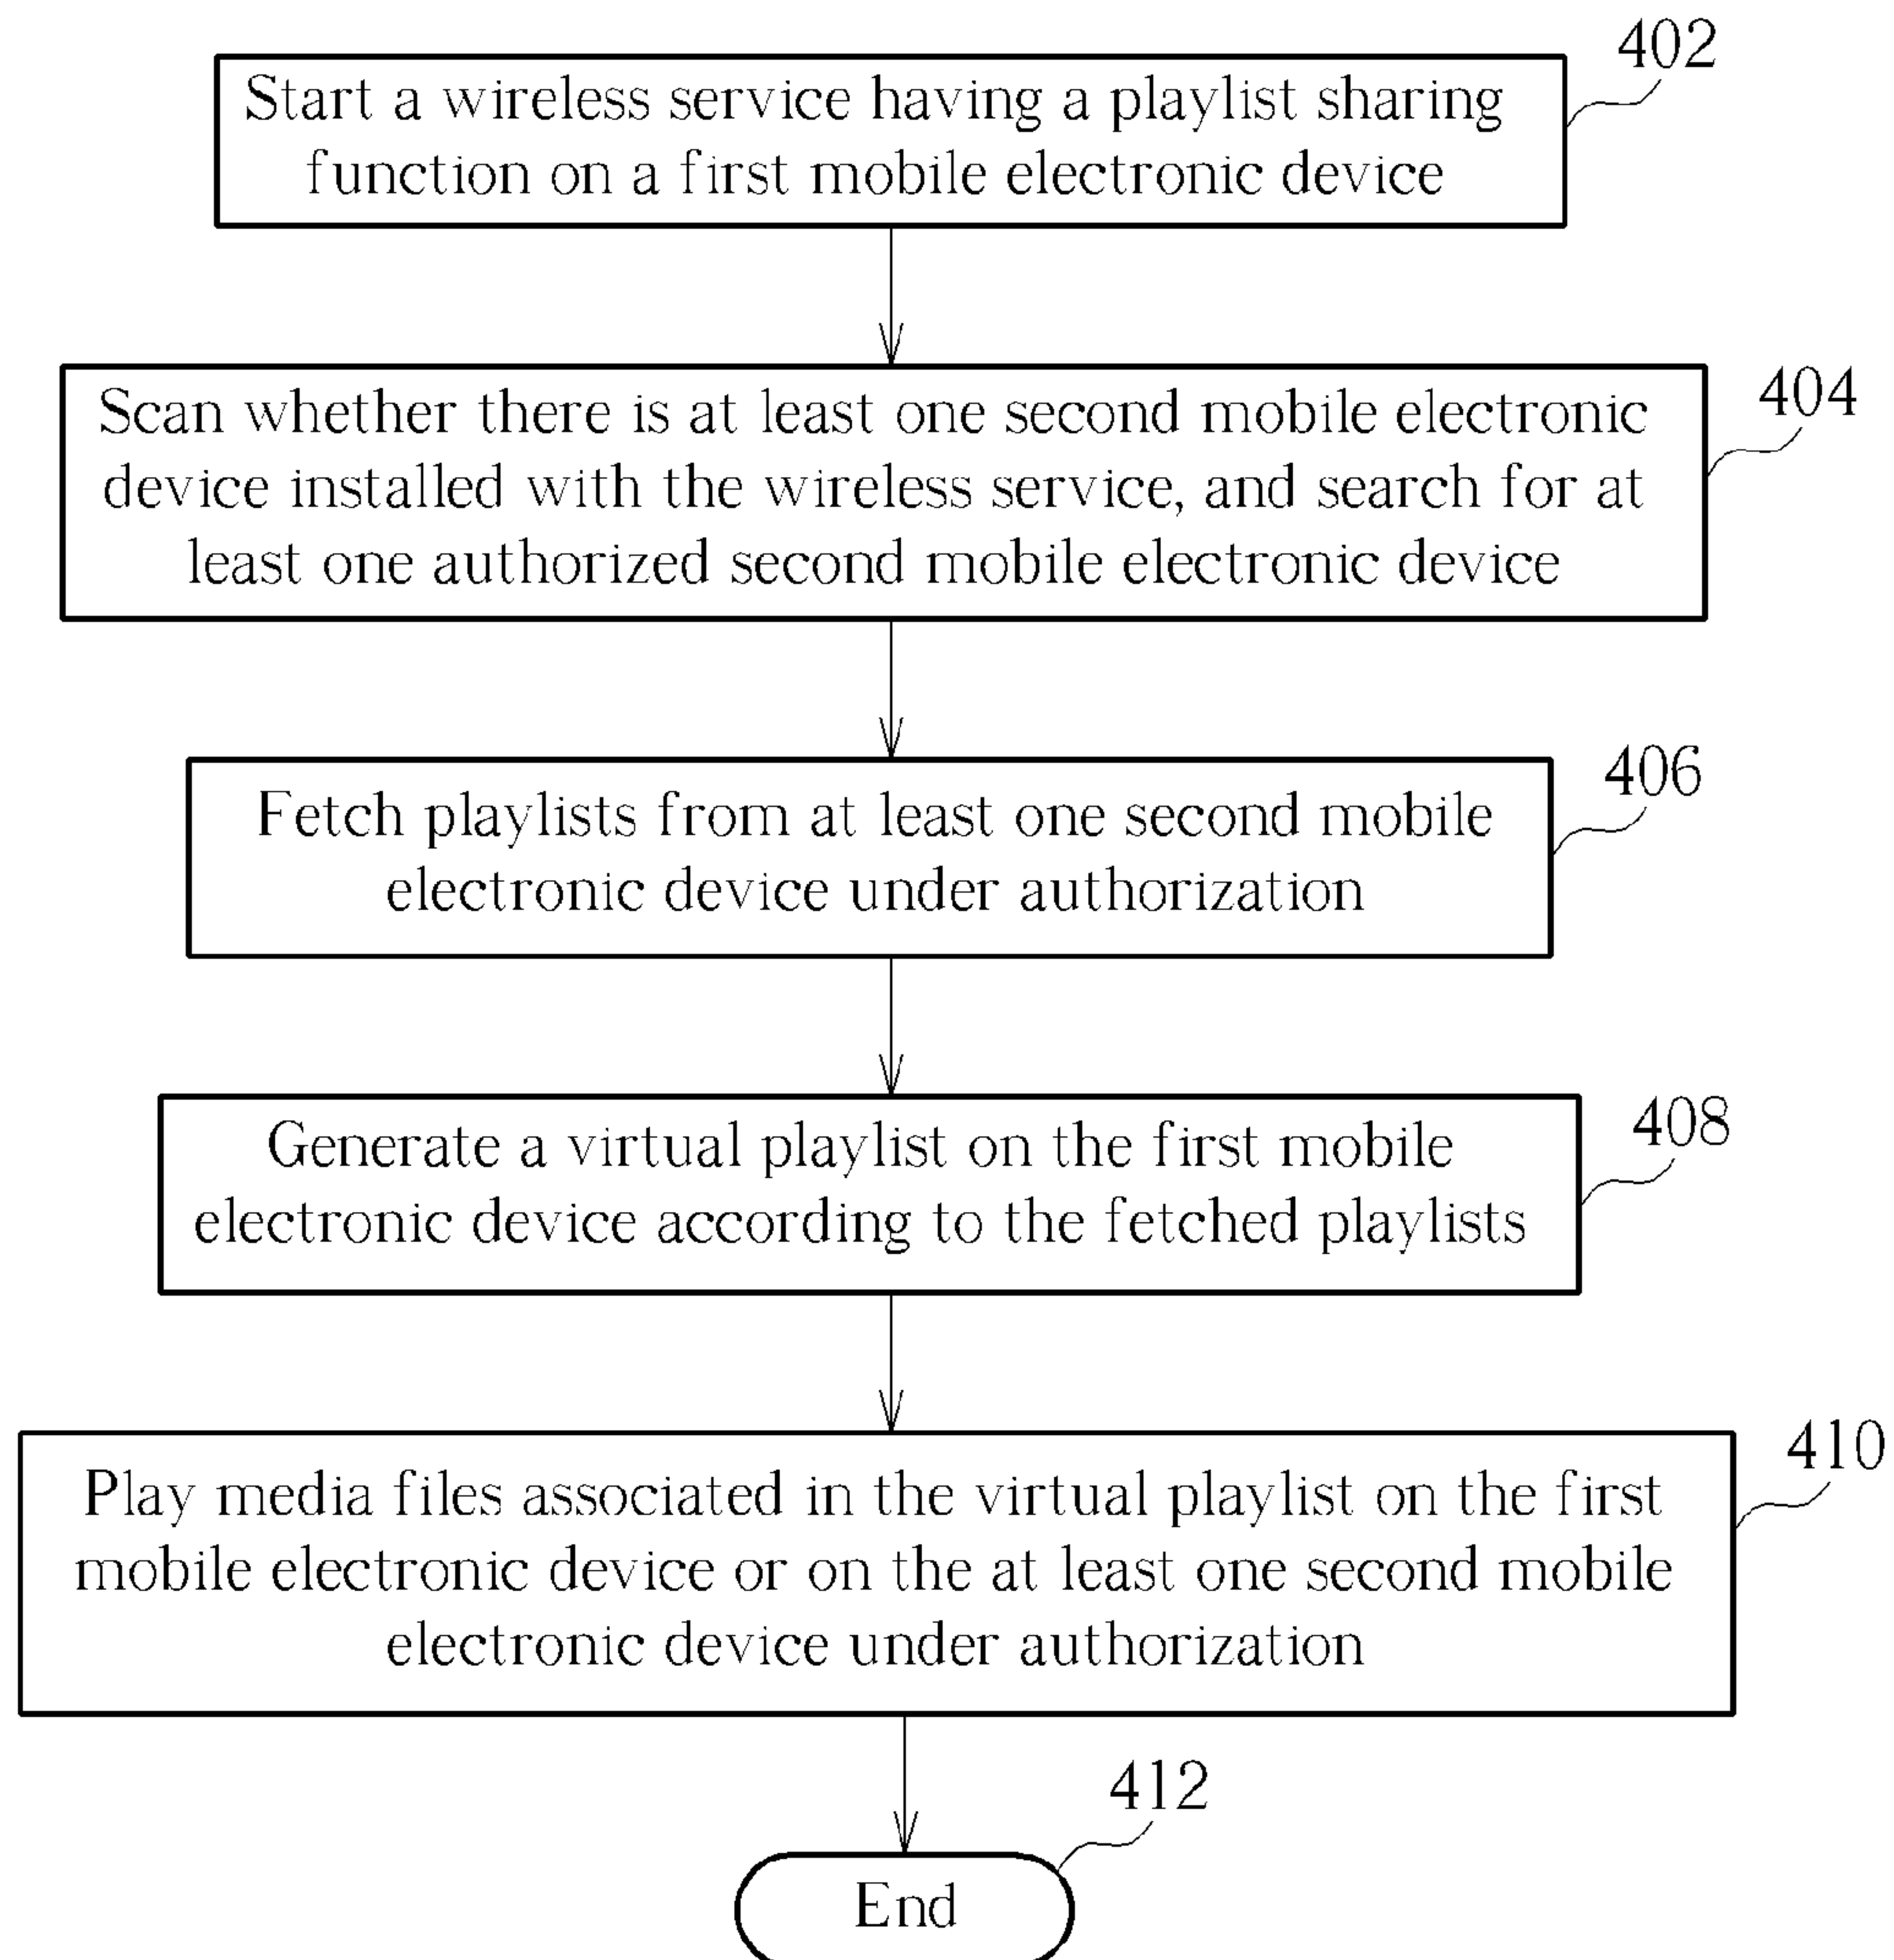 402
Start a wireless service having a playlist sharing
function on a first mobile electronic device
404
Scan whether there is at least one second mobile electronic
device installed with the wireless service, and search for at
least one authorized second mobile electronic device
406
Fetch playlists from at least one second mobile
electronic device under authorization
408
Generate a virtual playlist on the first mobile
electronic device according to the fetched playlists
410
Play media files associated in the virtual playlist on the first
mobile electronic device or on the at least one second mobile
electronic device under authorization
412
End